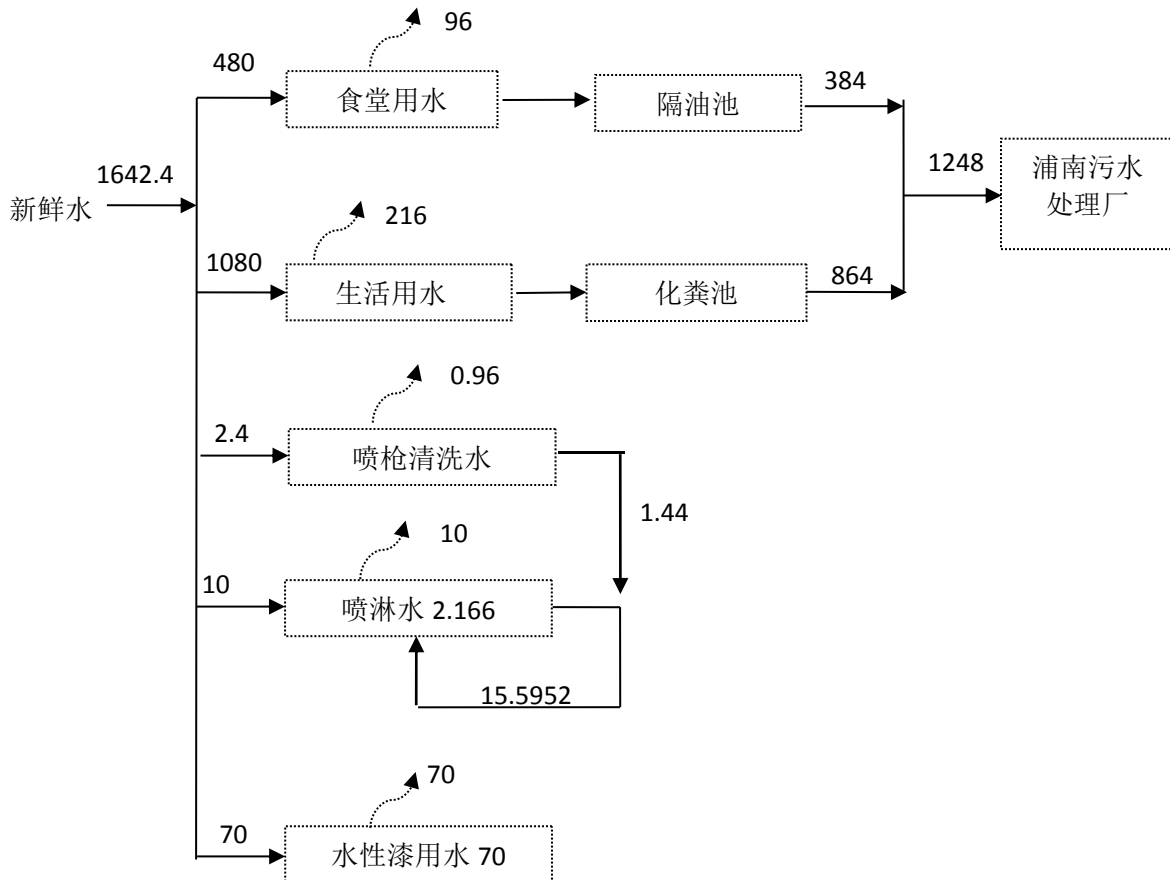 96
480
食堂用水
隔油池
384
1642.4
新鲜水
1248
浦南污水
处理厂
216
1080
生活用水
化粪池
864
0.96
2.4
喷枪清洗水
1.44
10
10
喷淋水 2.166
15.5952
70
70
水性漆用水 70